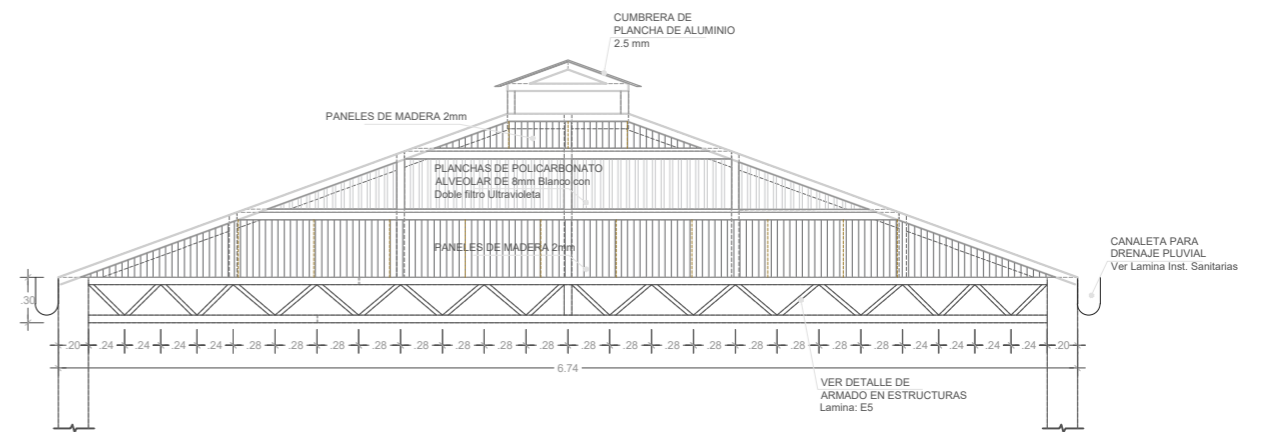 CUMBRERA DE
PLANCHA DE ALUMINIO
2.5 mm
PANELES DE MADERA 2mm
PLANCHAS DE POLICARBONATO
ALVEOLAR DE 8mm Blanco con
Doble filtro Ultravioleta
PANELES DE MADERA 2mm
CANALETA PARA
DRENAJE PLUVIAL
Ver Lamina Inst. Sanitarias
.30
.20 .24 .24 .24 .24 .28 .28 .28 .28 .28 .28 .28 .28 .28 .28 .28 .28 .28 .28 .28 .24 .24 .24 .24 .20
6.74
VER DETALLE DE
ARMADO EN ESTRUCTURAS
Lamina: E5